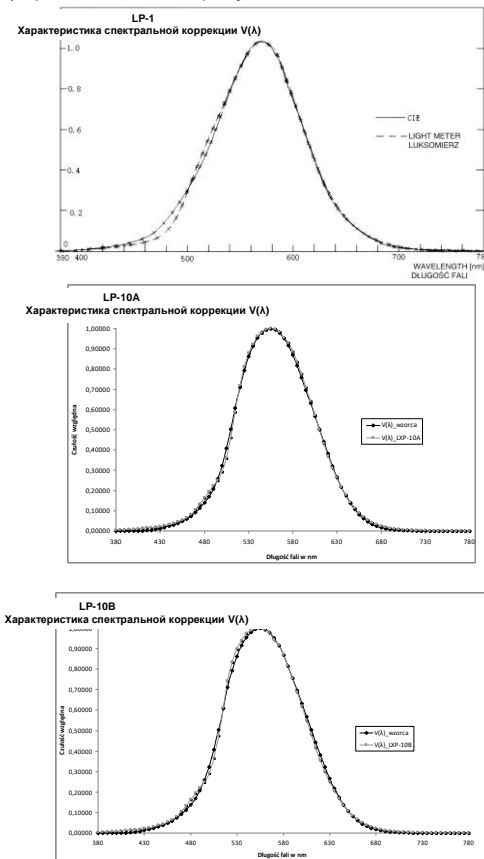 LP-1
Характеристика спектральной коррекции V(λ)
1.0
0.8
0.6
0.4
0.2
0
380 400 500 600 700 78
CIE
LIGHT METER
LUKSOMIERZ
WAVELENGTH [nm]
DŁUGOŚĆ FALI
LP-10A
Характеристика спектральной коррекции V(λ)
1,00000
0,90000
0,80000
0,70000
0,60000
0,50000
0,40000
0,30000
0,20000
0,10000
0,00000
Czułość względna
V(λ)_wzorca
V(λ)_LXP-10A
380 430 480 530 580 630 680 730 780
Długość fali w nm
LP-10B
Характеристика спектральной коррекции V(λ)
1,00000
0,90000
0,80000
0,70000
0,60000
0,50000
0,40000
0,30000
0,20000
0,10000
0,00000
Czułość względna
V(λ)_wzorca
V(λ)_LXP-10B
380 430 480 530 580 630 680 730 780
Długość fali w nm